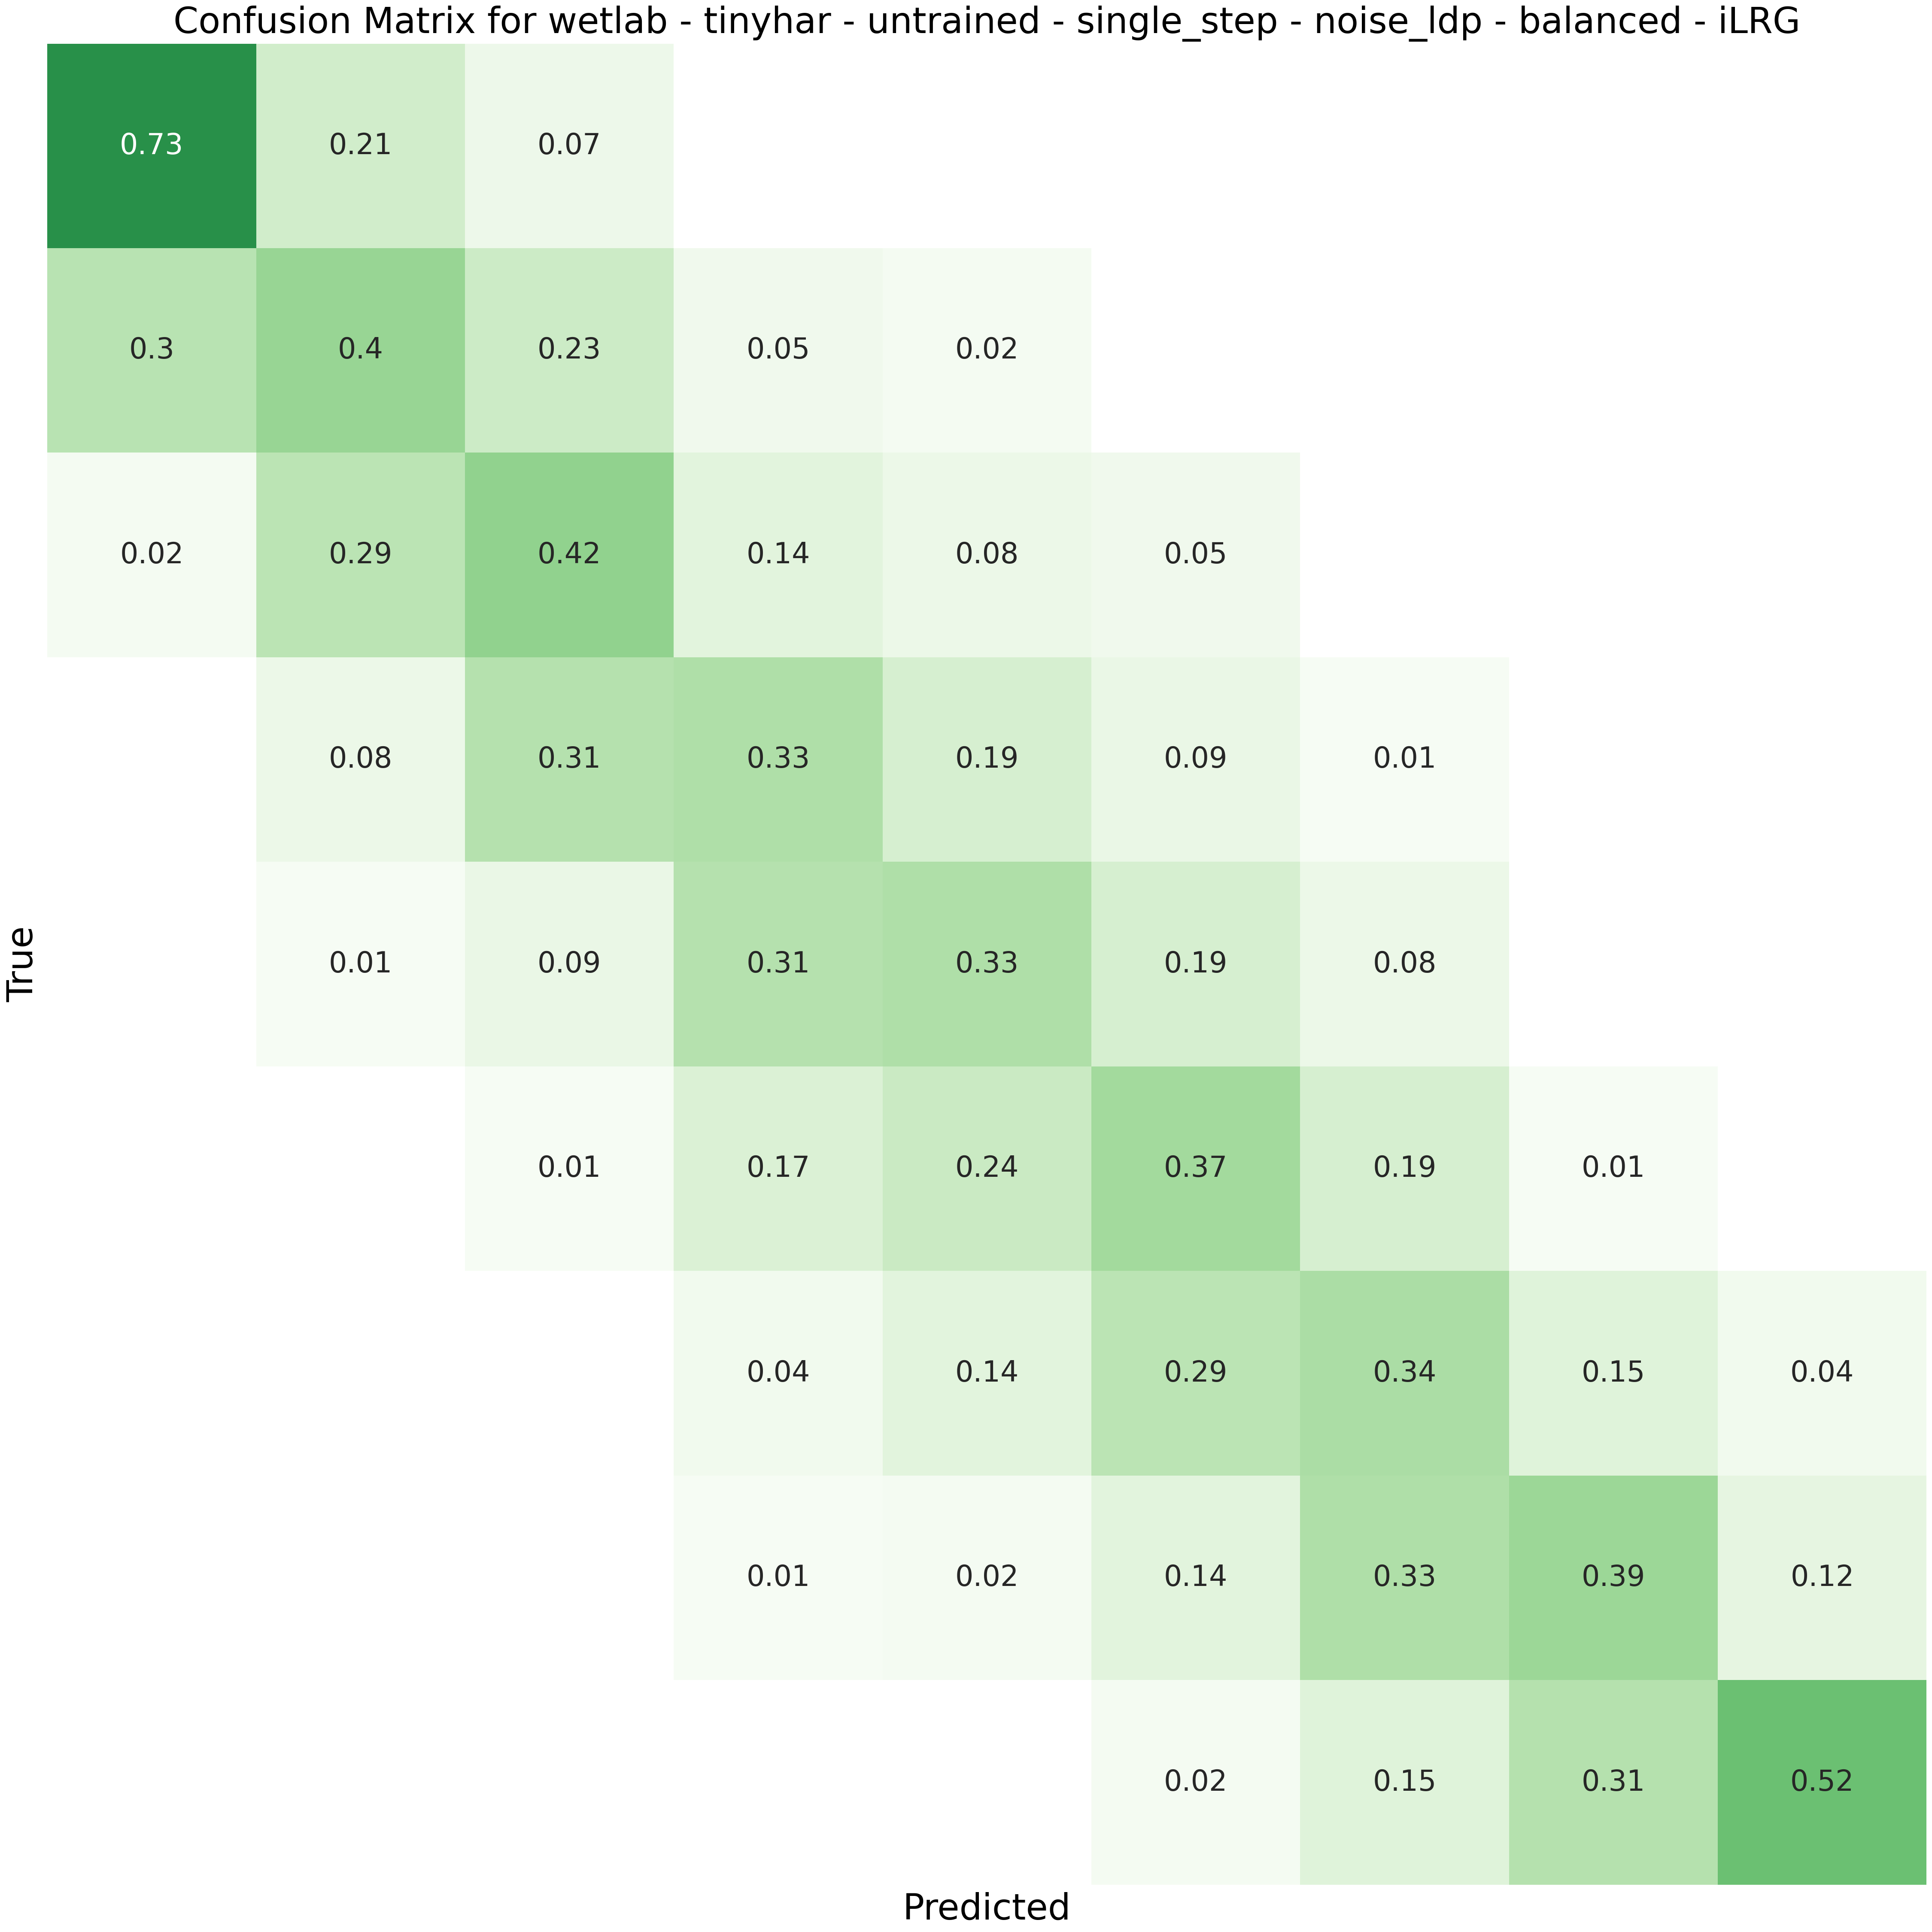 Confusion Matrix for wetlab - tinyhar - untrained - single_step - noise_ldp - balanced - iLRG
0.73 0.21 0.07
0.3 0.4 0.23 0.05 0.02
0.02 0.29 0.42 0.14 0.08 0.05
0.08 0.31 0.33 0.19 0.09 0.01
0.01 0.09 0.31 0.33 0.19 0.08
True
0.01 0.17 0.24 0.37 0.19 0.01
0.04 0.14 0.29 0.34 0.15 0.04
0.01 0.02 0.14 0.33 0.39 0.12
0.02 0.15 0.31 0.52
Predicted